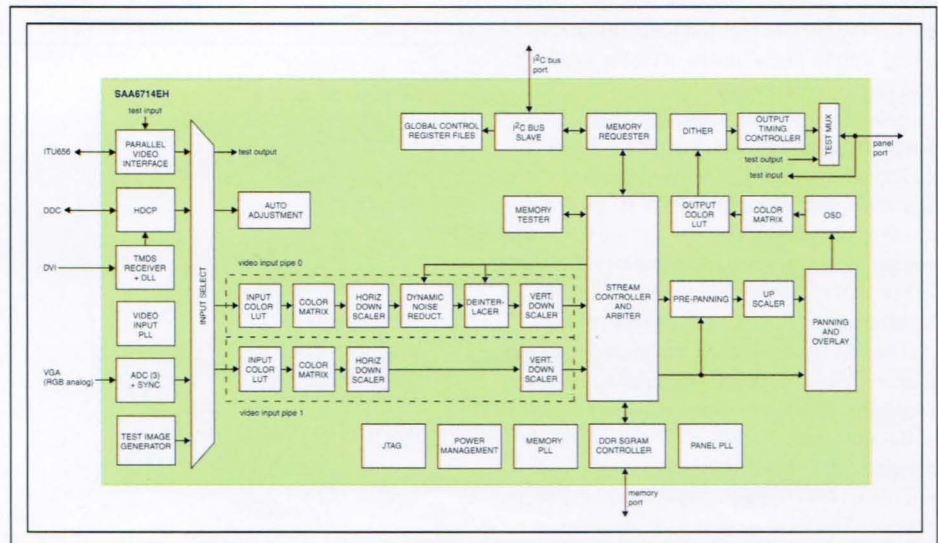 I²C bus
port
SAA6714EH
test input
ITU656
PARALLEL
VIDEO
INTERFACE
test output
GLOBAL CONTROL
REGISTER FILES
I²C BUS
SLAVE
MEMORY
REQUESTER
DITHER
OUTPUT
TIMING
CONTROLLER
TEST MUX
panel
port
test output
test input
DDC
HDCP
AUTO
ADJUSTMENT
MEMORY
TESTER
OUTPUT
COLOR
LUT
COLOR
MATRIX
OSD
DVI
TMDS
RECEIVER
+ DLL
INPUT SELECT
video input pipe 0
INPUT
COLOR
LUT
COLOR
MATRIX
HORIZ
DOWN
SCALER
DYNAMIC
NOISE
REDUCT.
DEINTER-
LACER
VERT.
DOWN
SCALER
STREAM
CONTROLLER
AND
ARBITER
PRE-PANNING
UP
SCALER
PANNING
AND
OVERLAY
VIDEO
INPUT
PLL
VGA
(RGB analog)
ADC (3)
+ SYNC
INPUT
COLOR
LUT
COLOR
MATRIX
HORIZ
DOWN
SCALER
VERT.
DOWN
SCALER
video input pipe 1
TEST IMAGE
GENERATOR
JTAG
POWER
MANAGEMENT
MEMORY
PLL
DDR SGRAM
CONTROLLER
PANEL PLL
memory
port